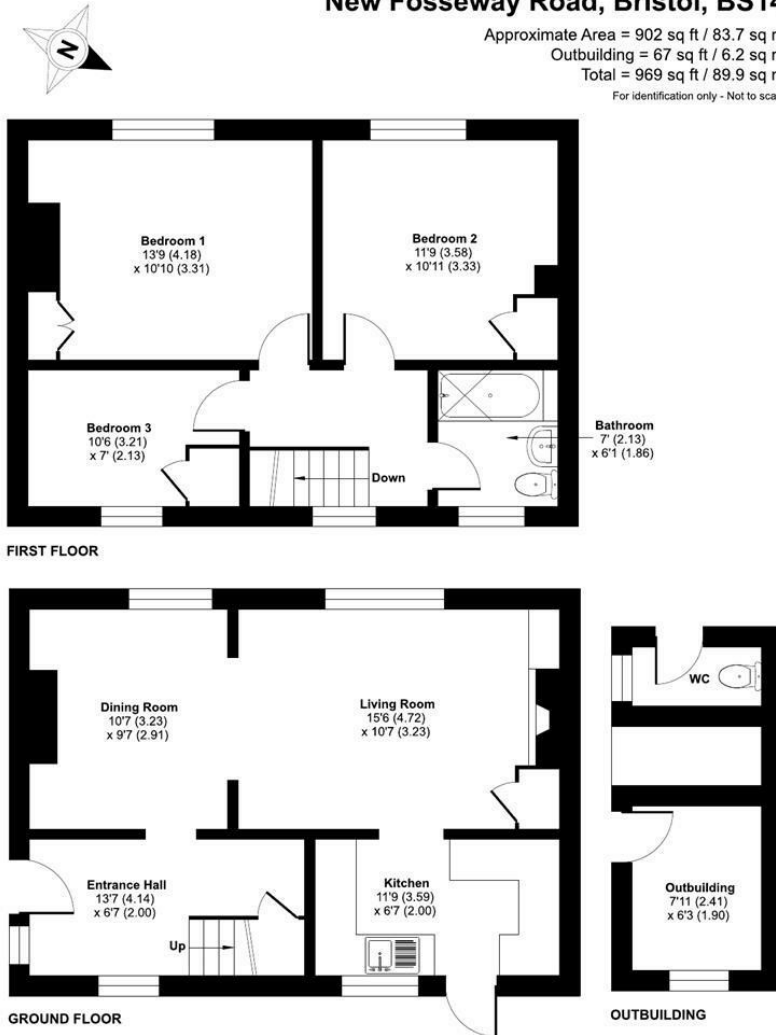 New Fosseway Road, Bristol, BS14
Approximate Area = 902 sq ft / 83.7 sq m
Outbuilding = 67 sq ft / 6.2 sq m
Total = 969 sq ft / 89.9 sq m
For identification only - Not to sca
N
Bedroom 1
13'9 (4.18)
x 10'10 (3.31)
Bedroom 2
11'9 (3.58)
x 10'11 (3.33)
Bedroom 3
10'6 (3.21)
x 7' (2.13)
Down
Bathroom
7' (2.13)
x 6'1 (1.86)
FIRST FLOOR
Dining Room
10'7 (3.23)
x 9'7 (2.91)
Living Room
15'6 (4.72)
x 10'7 (3.23)
WC
Entrance Hall
13'7 (4.14)
x 6'7 (2.00)
Up
Kitchen
11'9 (3.59)
x 6'7 (2.00)
Outbuilding
7'11 (2.41)
x 6'3 (1.90)
GROUND FLOOR
OUTBUILDING